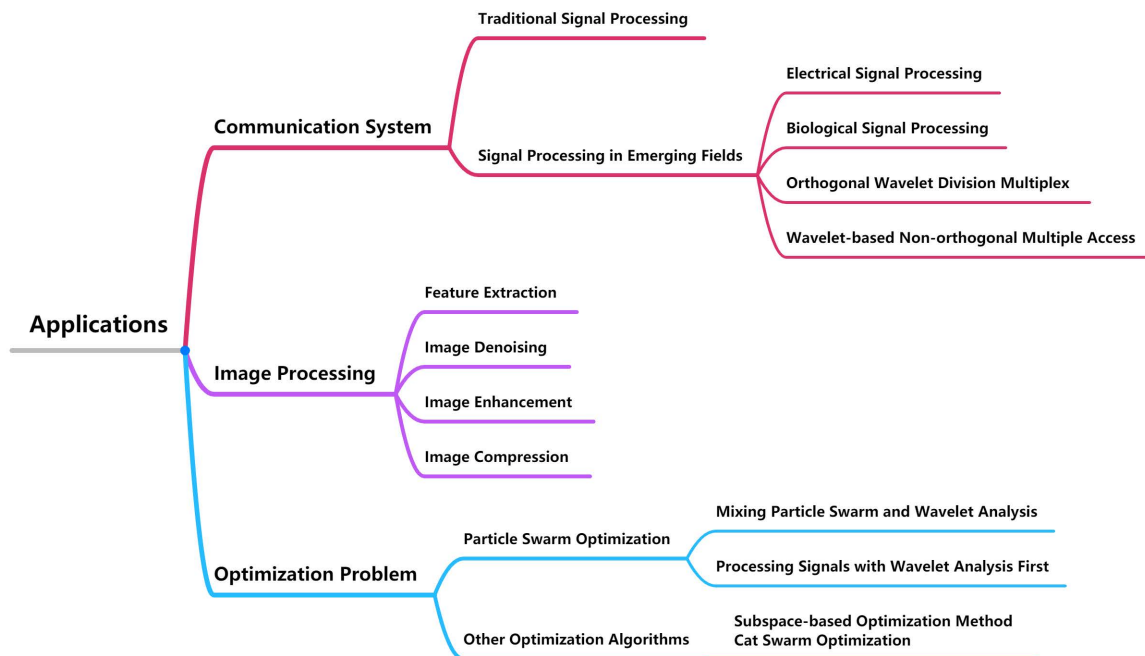 Applications
Communication System
Traditional Signal Processing
Signal Processing in Emerging Fields
Electrical Signal Processing
Biological Signal Processing
Orthogonal Wavelet Division Multiplex
Wavelet-based Non-orthogonal Multiple Access
Image Processing
Feature Extraction
Image Denoising
Image Enhancement
Image Compression
Optimization Problem
Particle Swarm Optimization
Mixing Particle Swarm and Wavelet Analysis
Processing Signals with Wavelet Analysis First
Other Optimization Algorithms
Subspace-based Optimization Method
Cat Swarm Optimization